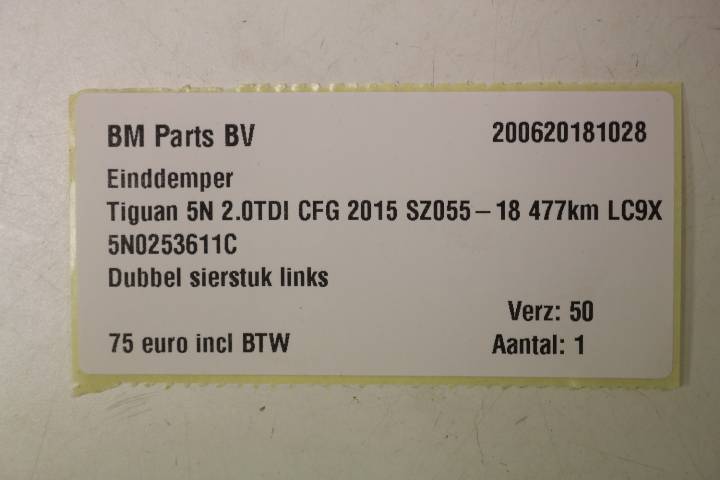 BM Parts BV 200620181028
Einddemper
Tiguan 5N 2.0TDI CFG 2015 SZ055 – 18 477km LC9X
5N0253611C
Dubbel sierstuk links
Verz: 50
75 euro incl BTW Aantal: 1